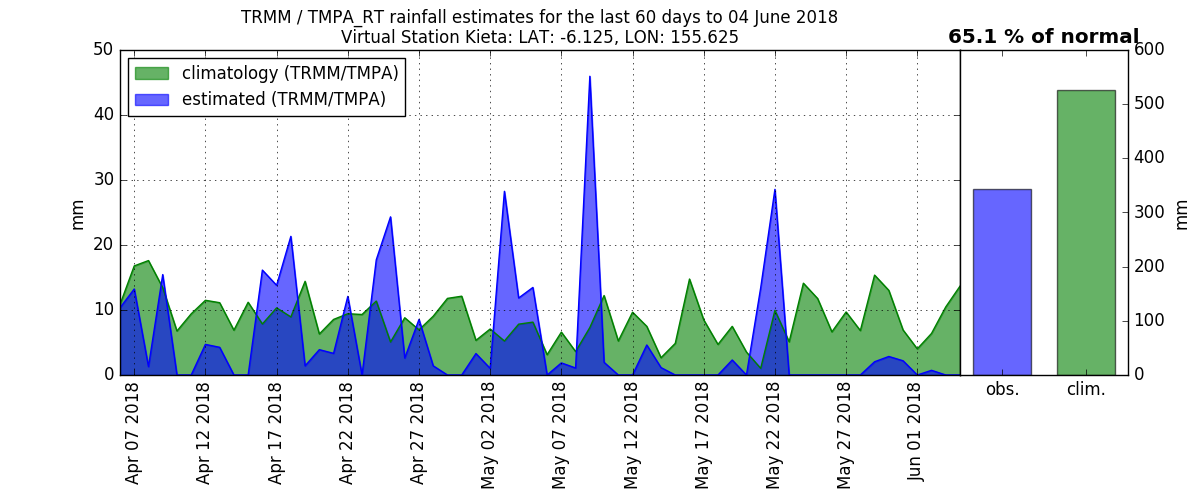 TRMM / TMPA_RT rainfall estimates for the last 60 days to 04 June 2018
Virtual Station Kieta: LAT: -6.125, LON: 155.625
65.1 % of normal
climatology (TRMM/TMPA)
estimated (TRMM/TMPA)
50
40
30
20
10
0
mm
Apr 07 2018
Apr 12 2018
Apr 17 2018
Apr 22 2018
Apr 27 2018
May 02 2018
May 07 2018
May 12 2018
May 17 2018
May 22 2018
May 27 2018
Jun 01 2018
obs.
clim.
600
500
400
300
200
100
0
mm